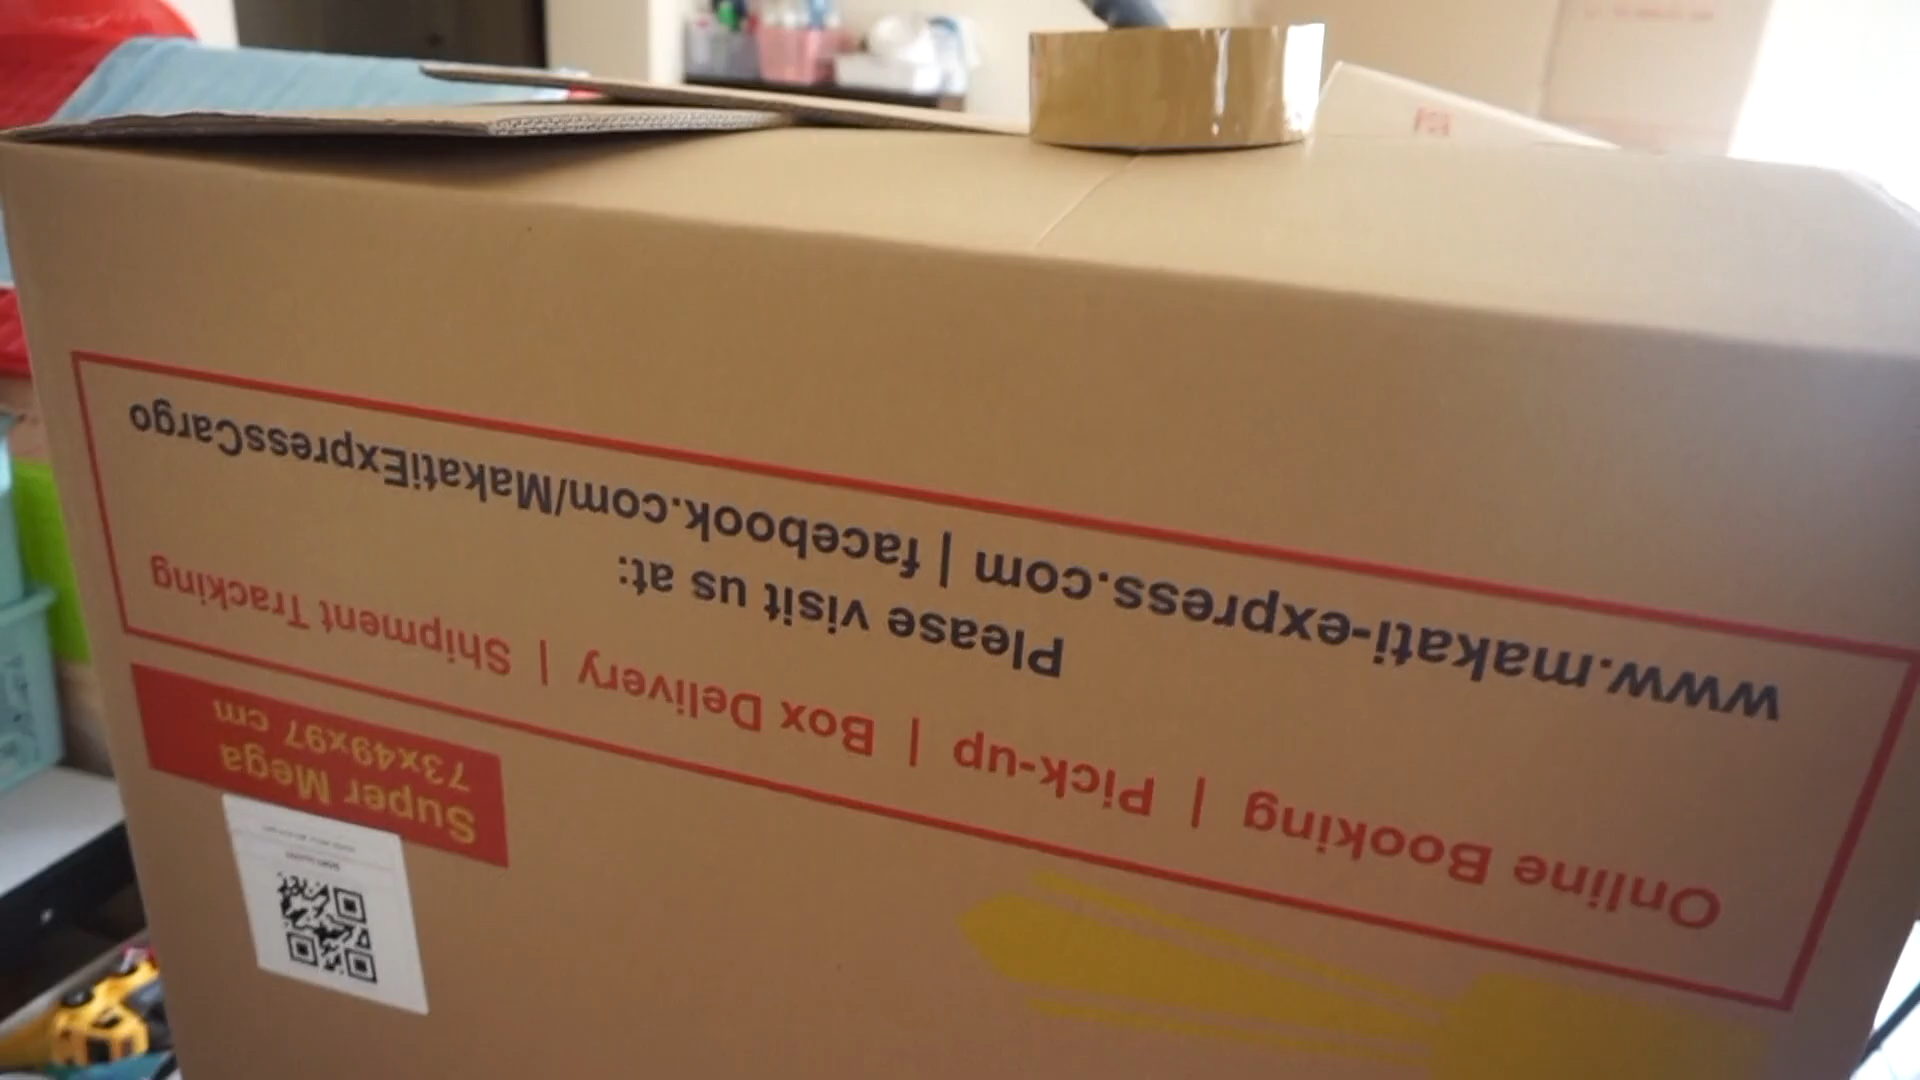 Super Mega
73x49x97 cm
Online Booking | Pick-up | Box Delivery | Shipment Tracking
Please visit us at:
www.makati-express.com | facebook.com/MakatiExpressCargo